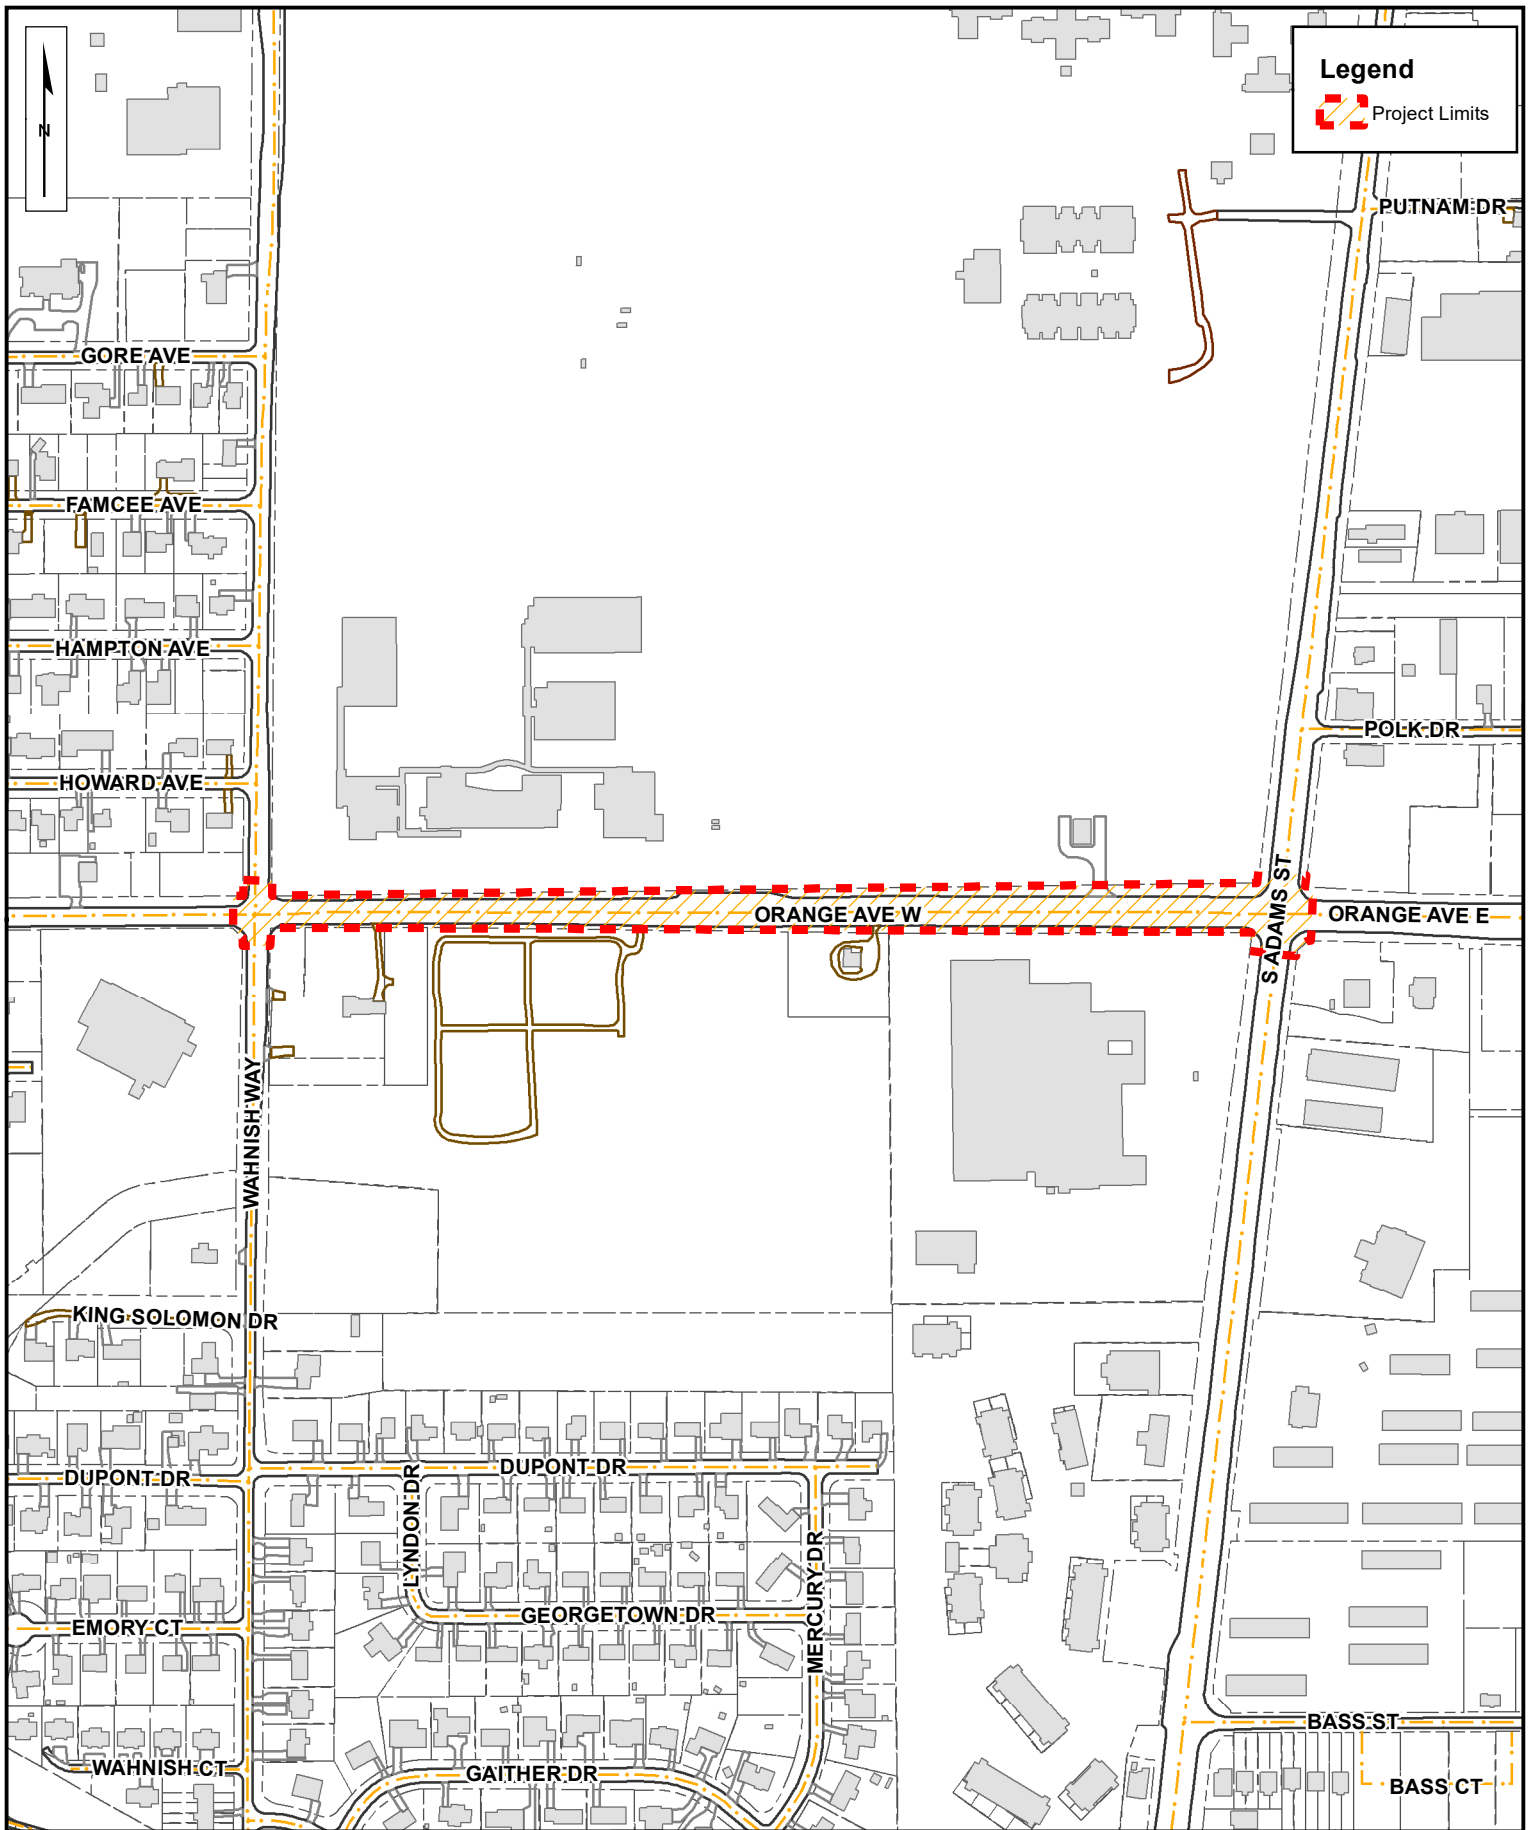 Legend
Project Limits
N
PUTNAM DR
GORE AVE
FAMCEE AVE
HAMPTON AVE
POLK DR
HOWARD AVE
ORANGE AVE W
ORANGE AVE E
S ADAMS ST
WAHNISH WAY
KING SOLOMON DR
DUPONT DR
DUPONT DR
LYNDON DR
MERCURY DR
GEORGETOWN DR
EMORY CT
BASS ST
WAHNISH CT
GAITHER DR
BASS CT